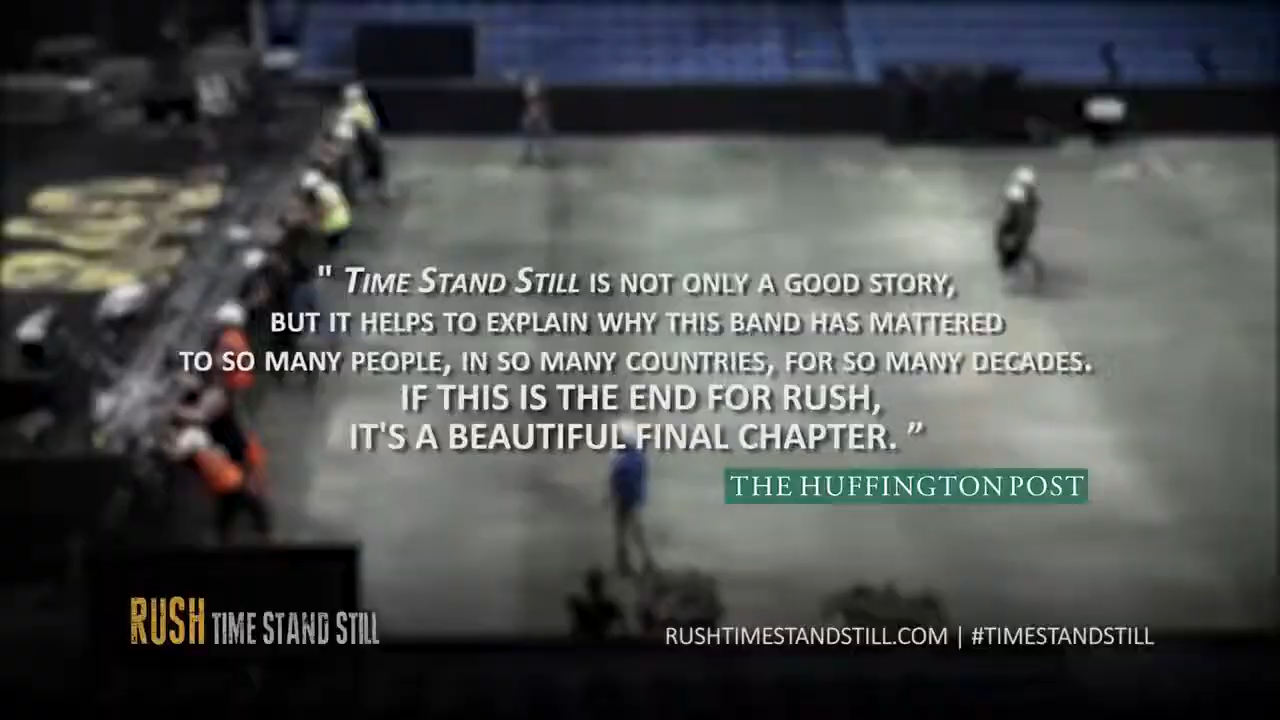 " TIME STAND STILL IS NOT ONLY A GOOD STORY,
BUT IT HELPS TO EXPLAIN WHY THIS BAND HAS MATTERED
TO SO MANY PEOPLE, IN SO MANY COUNTRIES, FOR SO MANY DECADES.
IF THIS IS THE END FOR RUSH,
IT'S A BEAUTIFUL FINAL CHAPTER. ”
THE HUFFINGTON POST
RUSH TIME STAND STILL
RUSHTIMESTANDSTILL.COM | #TIMESTANDSTILL